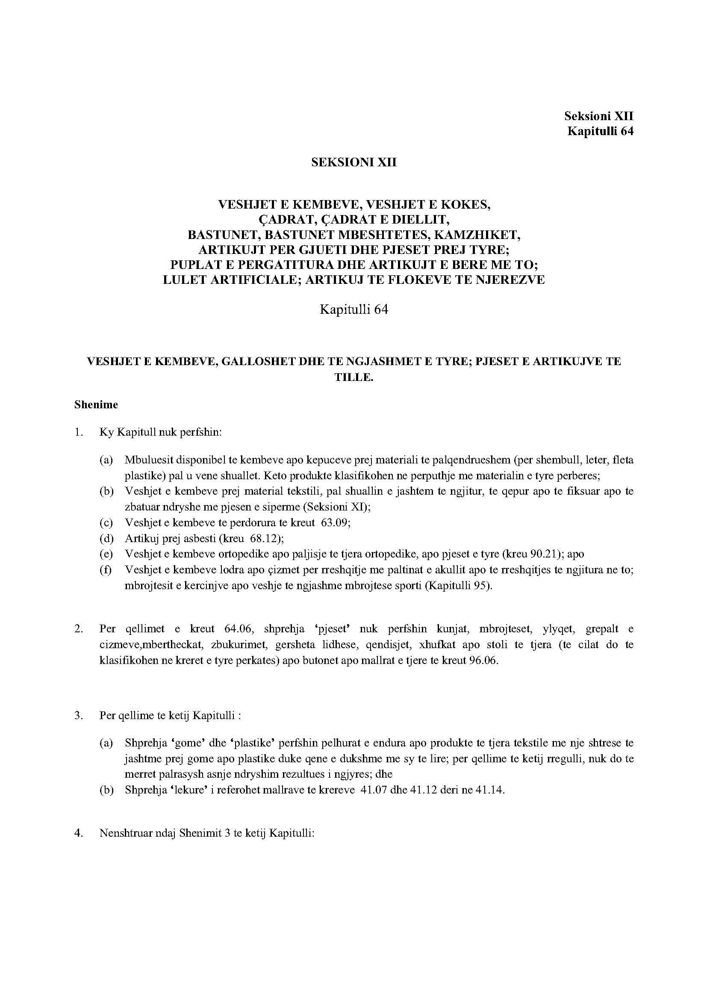 Seksioni XII
Kapitulli 64
SEKSIONI XII
VESHJET E KEMBEVE, VESHJET E KOKES,
ÇADRAT, ÇADRAT E DIELLIT,
BASTUNET, BASTUNET MBESHTETES, KAMZHIKET,
ARTIKUJT PER GJUETI DHE PJESET PREJ TYRE;
PUPLAT E PERGATITURA DHE ARTIKUJT E BERE ME TO;
LULET ARTIFICIALE; ARTIKUJ TE FLOKEVE TE NJEREZVE
Kapitulli 64
VESHJET E KEMBEVE, GALLOSHET DHE TE NGJASHMET E TYRE; PJESET E ARTIKUJVE TE
TILLE.
Shenime
1. Ky Kapitull nuk perfshin:
(a) Mbuluesit disponibel te kembeve apo kepuceve prej materiali te palqendrueshem (per shembull, leter, fleta
plastike) pal u vene shuallet. Keto produkte klasifikohen ne perputhje me materialin e tyre perberes;
(b) Veshjet e kembeve prej material tekstili, pal shuallin e jashtem te ngjitur, te qepur apo te fiksuar apo te
zbatuar ndryshe me pjesen e siperme (Seksioni XI);
(c) Veshjet e kembeve te perdorura te kreut  63.09;
(d) Artikuj prej asbesti (kreu  68.12);
(e) Veshjet e kembeve ortopedike apo paljisje te tjera ortopedike, apo pjeset e tyre (kreu 90.21); apo
(f) Veshjet e kembeve lodra apo çizmet per rreshqitje me paltinat e akullit apo te rreshqitjes te ngjitura ne to;
mbrojtesit e kercinjve apo veshje te ngjashme mbrojtese sporti (Kapitulli 95).
2. Per qellimet e kreut 64.06, shprehja ‘pjeset’ nuk perfshin kunjat, mbrojteset, ylyqet, grepalt e
cizmeve,mbertheckat, zbukurimet, gersheta lidhese, qendisjet, xhufkat apo stoli te tjera (te cilat do te
klasifikohen ne kreret e tyre perkates) apo butonet apo mallrat e tjere te kreut 96.06.
3. Per qellime te ketij Kapitulli :
(a) Shprehja ‘gome’ dhe ‘plastike’ perfshin pelhurat e endura apo produkte te tjera tekstile me nje shtrese te
jashtme prej gome apo plastike duke qene e dukshme me sy te lire; per qellime te ketij rregulli, nuk do te
merret palrasysh asnje ndryshim rezultues i ngjyres; dhe
(b) Shprehja ‘lekure’ i referohet mallrave te krereve  41.07 dhe 41.12 deri ne 41.14.
4. Nenshtruar ndaj Shenimit 3 te ketij Kapitulli: